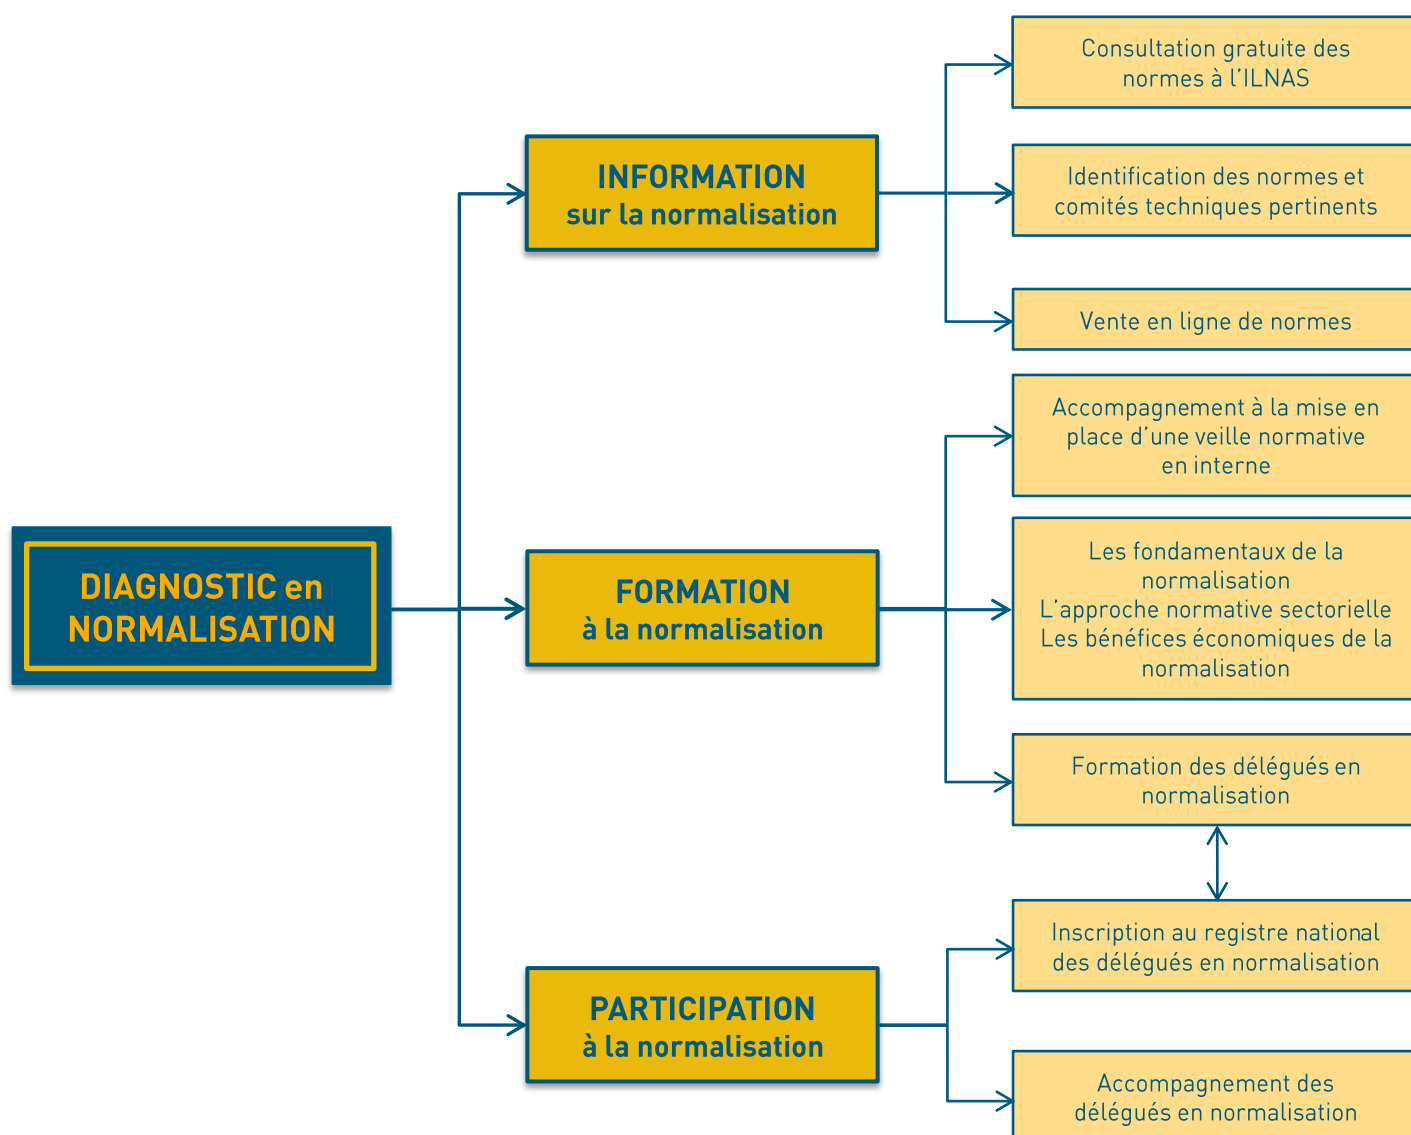 Consultation gratuite des
normes à l'ILNAS
INFORMATION
sur la normalisation
Identification des normes et
comités techniques pertinents
Vente en ligne de normes
Accompagnement à la mise en
place d'une veille normative
en interne
DIAGNOSTIC en
NORMALISATION
FORMATION
à la normalisation
Les fondamentaux de la
normalisation
L'approche normative sectorielle
Les bénéfices économiques de la
normalisation
Formation des délégués en
normalisation
Inscription au registre national
des délégués en normalisation
PARTICIPATION
à la normalisation
Accompagnement des
délégués en normalisation